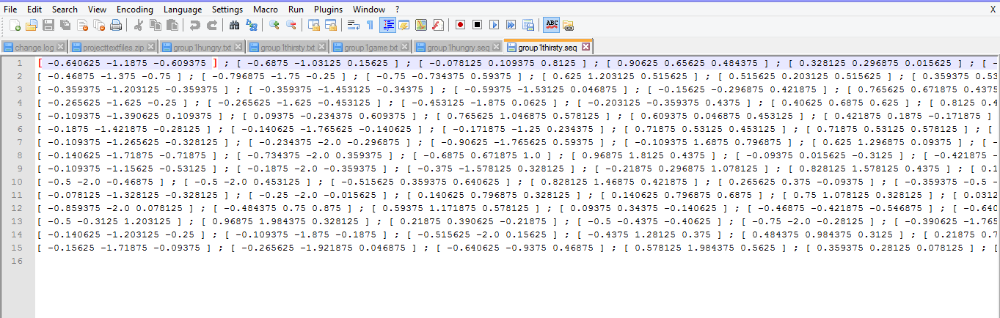 File Edit Search View Encoding Language Settings Macro Run Plugins Window ? X
ABC
change.log projecttextfiles.zip group1hungry.txt group1thirsty.txt group1game.txt group1hungry.seq group1thirsty.seq
1 [ -0.640625 -1.1875 -0.609375 ] ; [ -0.6875 -1.03125 0.15625 ] ; [ -0.078125 0.109375 0.8125 ] ; [ 0.90625 0.65625 0.484375 ] ; [ 0.328125 0.296875 0.015625 ] ; [ -
2 [ -0.46875 -1.375 -0.75 ] ; [ -0.796875 -1.75 -0.25 ] ; [ -0.75 -0.734375 0.59375 ] ; [ 0.625 1.203125 0.515625 ] ; [ 0.515625 0.203125 0.515625 ] ; [ 0.359375 0.53
3 [ -0.359375 -1.203125 -0.359375 ] ; [ -0.359375 -1.453125 -0.34375 ] ; [ -0.59375 -1.53125 0.046875 ] ; [ -0.15625 -0.296875 0.421875 ] ; [ 0.765625 0.671875 0.4375
4 [ -0.265625 -1.625 -0.25 ] ; [ -0.265625 -1.625 -0.453125 ] ; [ -0.453125 -1.875 0.0625 ] ; [ -0.203125 -0.359375 0.4375 ] ; [ 0.40625 0.6875 0.625 ] ; [ 0.8125 0.4
5 [ -0.109375 -1.390625 0.109375 ] ; [ 0.09375 -0.234375 0.609375 ] ; [ 0.765625 1.046875 0.578125 ] ; [ 0.609375 0.046875 0.453125 ] ; [ 0.421875 0.1875 -0.171875 ]
6 [ -0.1875 -1.421875 -0.28125 ] ; [ -0.140625 -1.765625 -0.140625 ] ; [ -0.171875 -1.25 0.234375 ] ; [ 0.71875 0.53125 0.453125 ] ; [ 0.71875 0.53125 0.578125 ] ; [
7 [ -0.109375 -1.265625 -0.328125 ] ; [ -0.234375 -2.0 -0.296875 ] ; [ -0.90625 -1.765625 0.59375 ] ; [ -0.109375 1.6875 0.796875 ] ; [ 0.625 1.296875 0.09375 ] ; [ -
8 [ -0.140625 -1.71875 -0.71875 ] ; [ -0.734375 -2.0 0.359375 ] ; [ -0.6875 0.671875 1.0 ] ; [ 0.96875 1.8125 0.4375 ] ; [ -0.09375 0.015625 -0.3125 ] ; [ -0.421875 -
9 [ -0.109375 -1.15625 -0.53125 ] ; [ -0.1875 -2.0 -0.359375 ] ; [ -0.375 -1.578125 0.328125 ] ; [ -0.21875 0.296875 1.078125 ] ; [ 0.828125 1.578125 0.4375 ] ; [ 0.1
10 [ -0.5 -2.0 -0.46875 ] ; [ -0.5 -2.0 0.453125 ] ; [ -0.515625 0.359375 0.640625 ] ; [ 0.828125 1.46875 0.421875 ] ; [ 0.265625 0.375 -0.09375 ] ; [ -0.359375 -0.5 -
11 [ -0.078125 -1.328125 -0.328125 ] ; [ -0.25 -2.0 -0.015625 ] ; [ 0.140625 0.796875 0.328125 ] ; [ 0.140625 0.796875 0.6875 ] ; [ 0.75 1.078125 0.328125 ] ; [ 0.0312
12 [ -0.859375 -2.0 0.078125 ] ; [ -0.484375 0.75 0.875 ] ; [ 0.59375 1.171875 0.578125 ] ; [ 0.09375 0.34375 -0.140625 ] ; [ -0.46875 -0.421875 -0.546875 ] ; [ -0.640
13 [ -0.5 -0.3125 1.203125 ] ; [ 0.96875 1.984375 0.328125 ] ; [ 0.21875 0.390625 -0.21875 ] ; [ -0.5 -0.4375 -0.40625 ] ; [ -0.75 -2.0 -0.28125 ] ; [ -0.390625 -1.765
14 [ -0.140625 -1.203125 -0.25 ] ; [ -0.109375 -1.875 -0.1875 ] ; [ -0.515625 -2.0 0.15625 ] ; [ -0.4375 1.28125 0.375 ] ; [ 0.484375 0.984375 0.3125 ] ; [ 0.21875 0.7
15 [ -0.15625 -1.71875 -0.09375 ] ; [ -0.265625 -1.921875 0.046875 ] ; [ -0.640625 -0.9375 0.46875 ] ; [ 0.578125 1.984375 0.5625 ] ; [ 0.359375 0.28125 0.078125 ] ; [
16